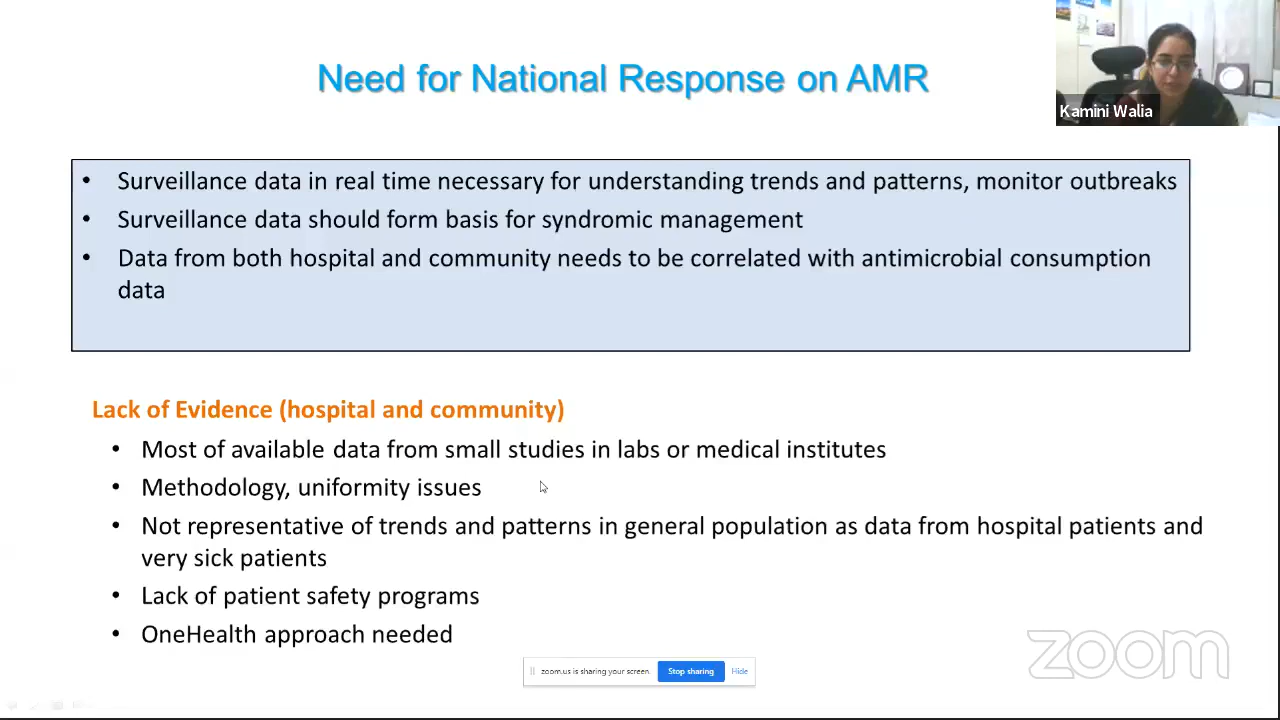 Need for National Response on AMR
Kamini Walia
• Surveillance data in real time necessary for understanding trends and patterns, monitor outbreaks
• Surveillance data should form basis for syndromic management
• Data from both hospital and community needs to be correlated with antimicrobial consumption
data
Lack of Evidence (hospital and community)
• Most of available data from small studies in labs or medical institutes
• Methodology, uniformity issues
• Not representative of trends and patterns in general population as data from hospital patients and
very sick patients
• Lack of patient safety programs
• OneHealth approach needed
zoom
zoom.us is sharing your screen. Stop sharing Hide